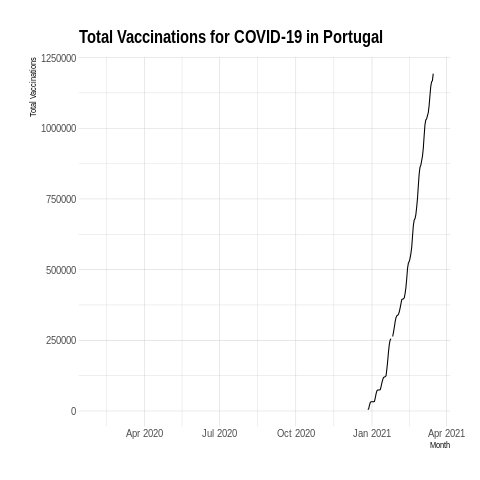 Total Vaccinations for COVID-19 in Portugal
Total Vaccinations
1250000
1000000
750000
500000
250000
0
Apr 2020 Jul 2020 Oct 2020 Jan 2021 Apr 2021
Month